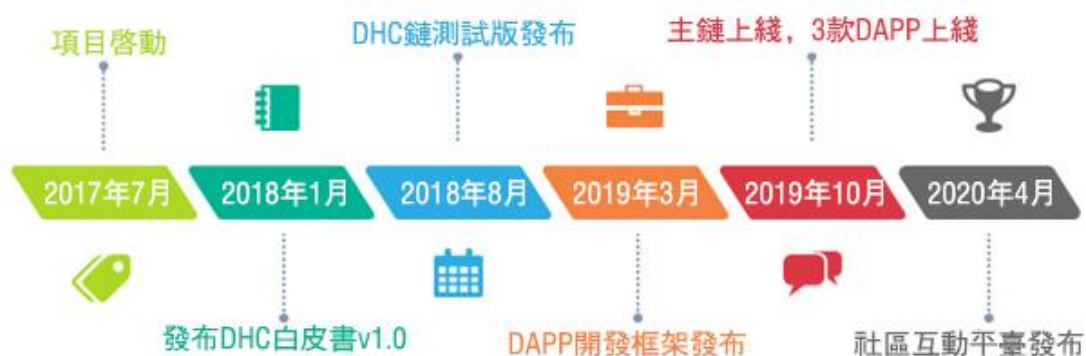 項目啓動
DHC鏈測試版發布
主鏈上綫，3款DAPP上綫
2017年7月
2018年1月
2018年8月
2019年3月
2019年10月
2020年4月
發布DHC白皮書v1.0
DAPP開發框架發布
社區互動平臺發布